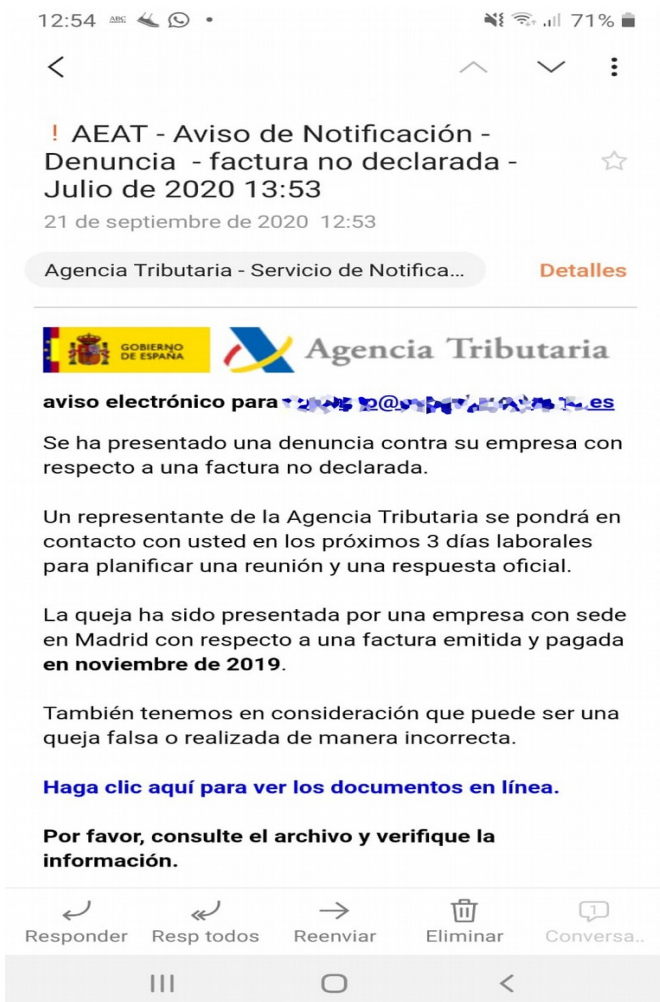 12:54 ABC
71%
! AEAT - Aviso de Notificación -
Denuncia - factura no declarada -
Julio de 2020 13:53
21 de septiembre de 2020 12:53
Agencia Tributaria - Servicio de Notifica...
Detalles
GOBIERNO
DE ESPAÑA
Agencia Tributaria
aviso electrónico para @ es
Se ha presentado una denuncia contra su empresa con
respecto a una factura no declarada.
Un representante de la Agencia Tributaria se pondrá en
contacto con usted en los próximos 3 días laborales
para planificar una reunión y una respuesta oficial.
La queja ha sido presentada por una empresa con sede
en Madrid con respecto a una factura emitida y pagada
en noviembre de 2019.
También tenemos en consideración que puede ser una
queja falsa o realizada de manera incorrecta.
Haga clic aquí para ver los documentos en línea.
Por favor, consulte el archivo y verifique la
información.
1
Responder Resp todos Reenviar Eliminar Conversa..